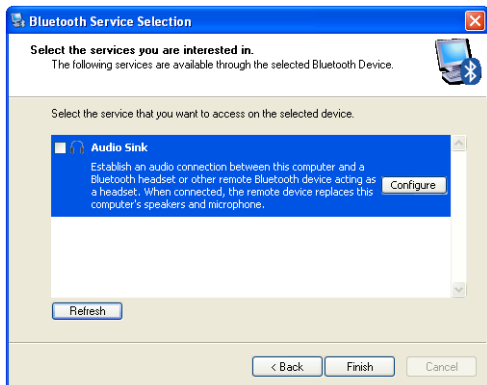 Bluetooth Service Selection
Select the services you are interested in.
The following services are available through the selected Bluetooth Device.
Select the service that you want to access on the selected device.
Audio Sink
Establish an audio connection between this computer and a
Bluetooth headset or other remote Bluetooth device acting as
a headset. When connected, the remote device replaces this
computer's speakers and microphone.
Configure
Refresh
< Back
Finish
Cancel